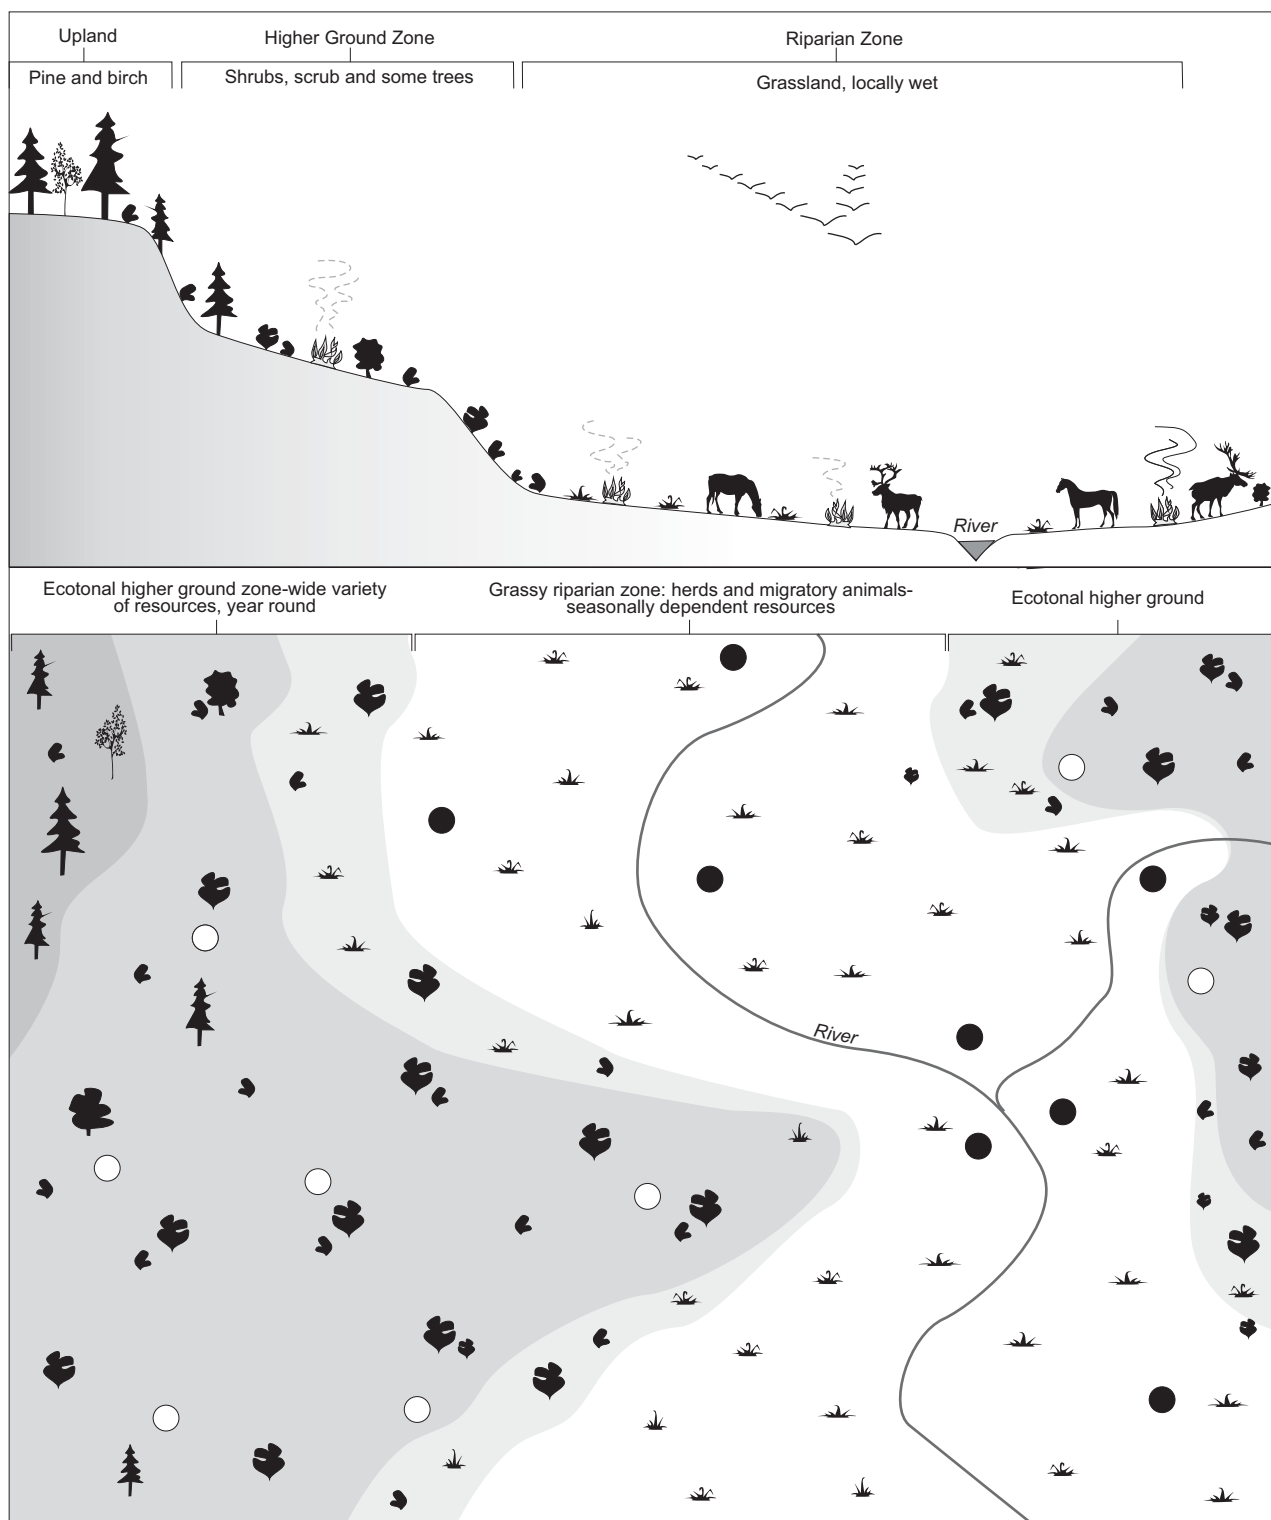 Upland
Higher Ground Zone
Riparian Zone
Pine and birch
Shrubs, scrub and some trees
Grassland, locally wet
River
Ecotonal higher ground zone-wide variety
of resources, year round
Grassy riparian zone: herds and migratory animals-
seasonally dependent resources
Ecotonal higher ground
River